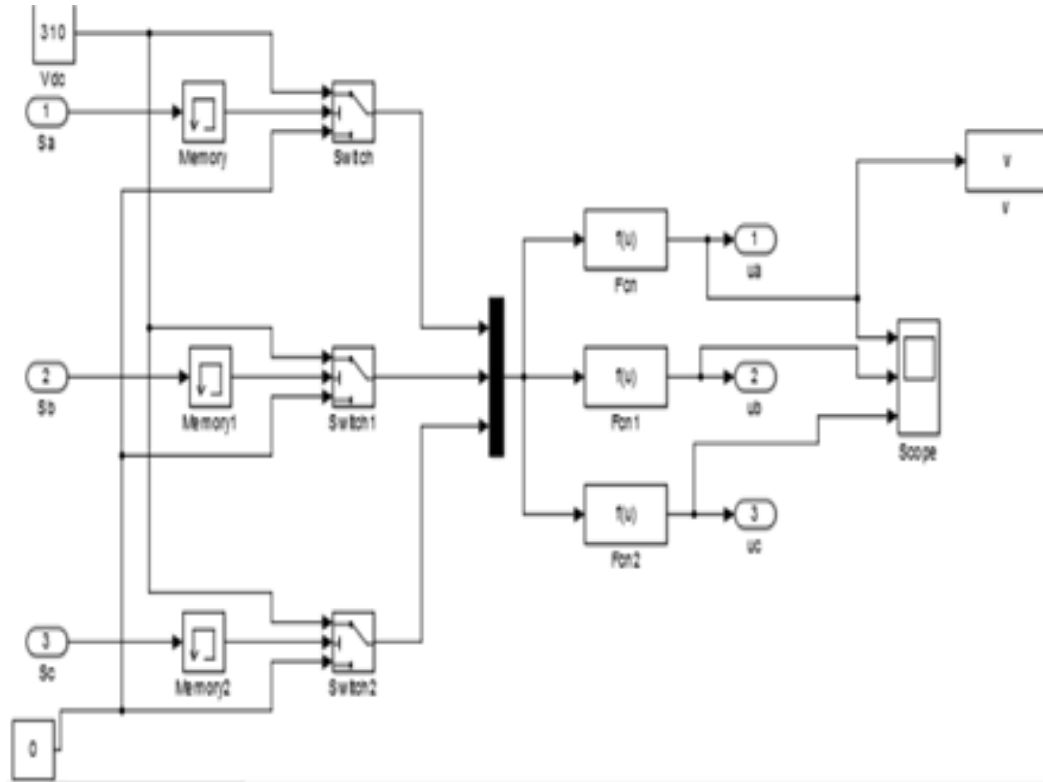 310
Vdc
1
Sa
Memory
Switch
V
V
f(u)
Fcn
1
ua
2
Sb
Memory1
Switch1
f(u)
Fcn1
2
ub
Scope
f(u)
Fcn2
3
uc
3
Sc
Memory2
Switch2
0